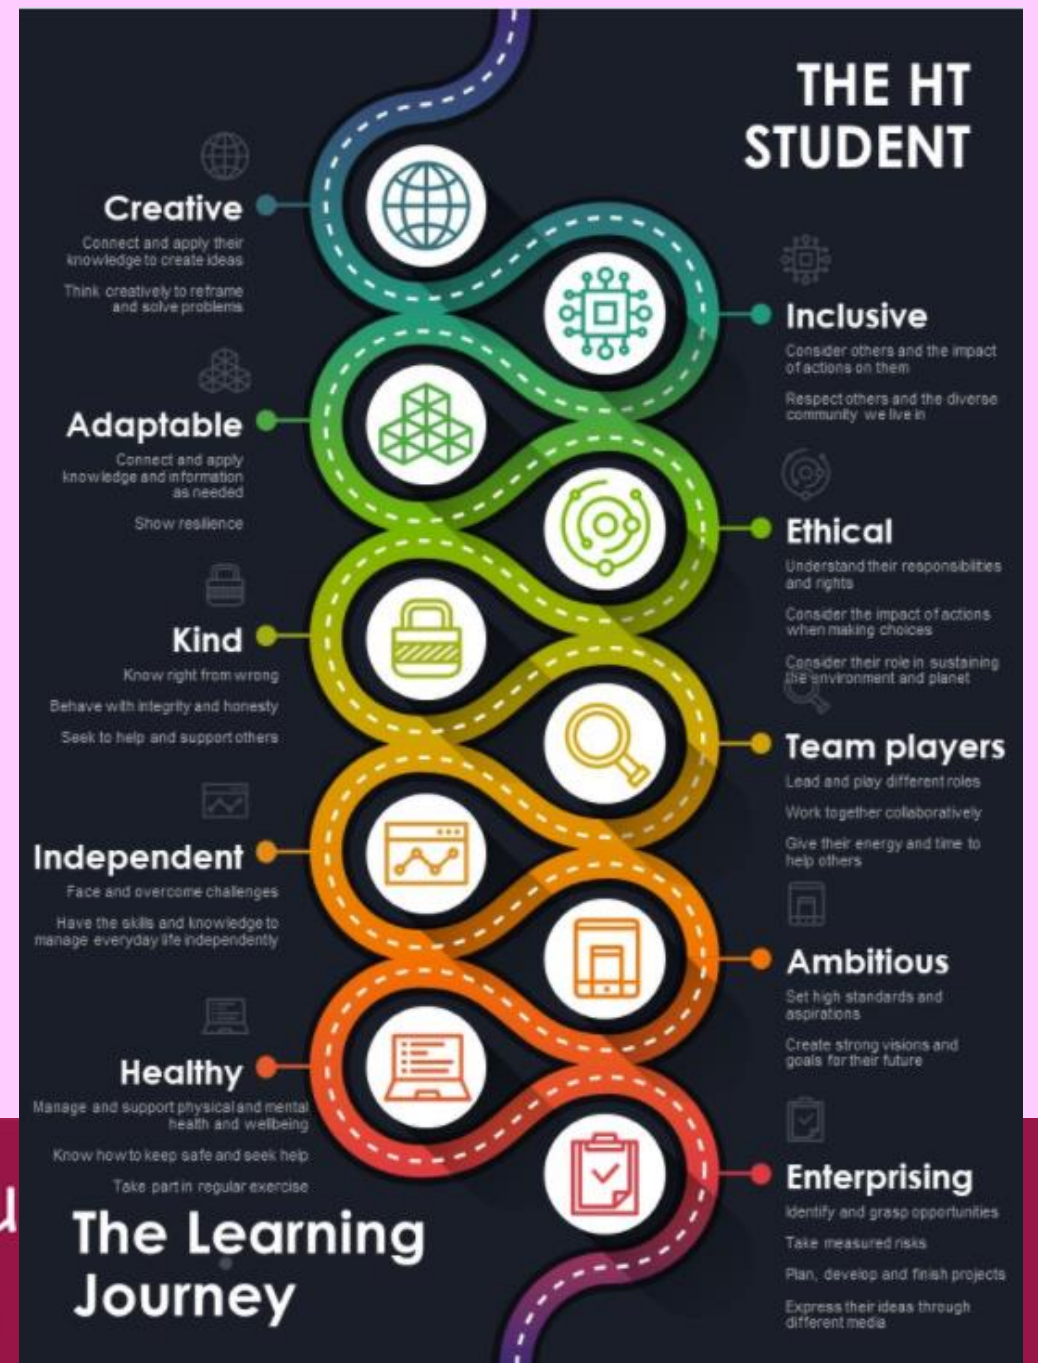 THE HT
STUDENT
Creative
Connect and apply their
knowledge to create ideas
Think creatively to reframe
and solve problems
Inclusive
Consider others and the impact
of actions on them
Respect others and the diverse
community we live in
Adaptable
Connect and apply
knowledge and information
as needed
Show resilience
Ethical
Understand their responsibilities
and rights
Consider the impact of actions
when making choices
Consider their role in sustaining
the environment and planet
Kind
Know right from wrong
Behave with integrity and honesty
Seek to help and support others
Team players
Lead and play different roles
Work together collaboratively
Give their energy and time to
help others
Independent
Face and overcome challenges
Have the skills and knowledge to
manage everyday life independently
Ambitious
Set high standards and
aspirations
Create strong visions and
goals for their future
Healthy
Manage and support physical and mental
health and wellbeing
Know how to keep safe and seek help
Take part in regular exercise
Enterprising
Identify and grasp opportunities
Take measured risks
Plan, develop and finish projects
Express their ideas through
different media
The Learning
Journey